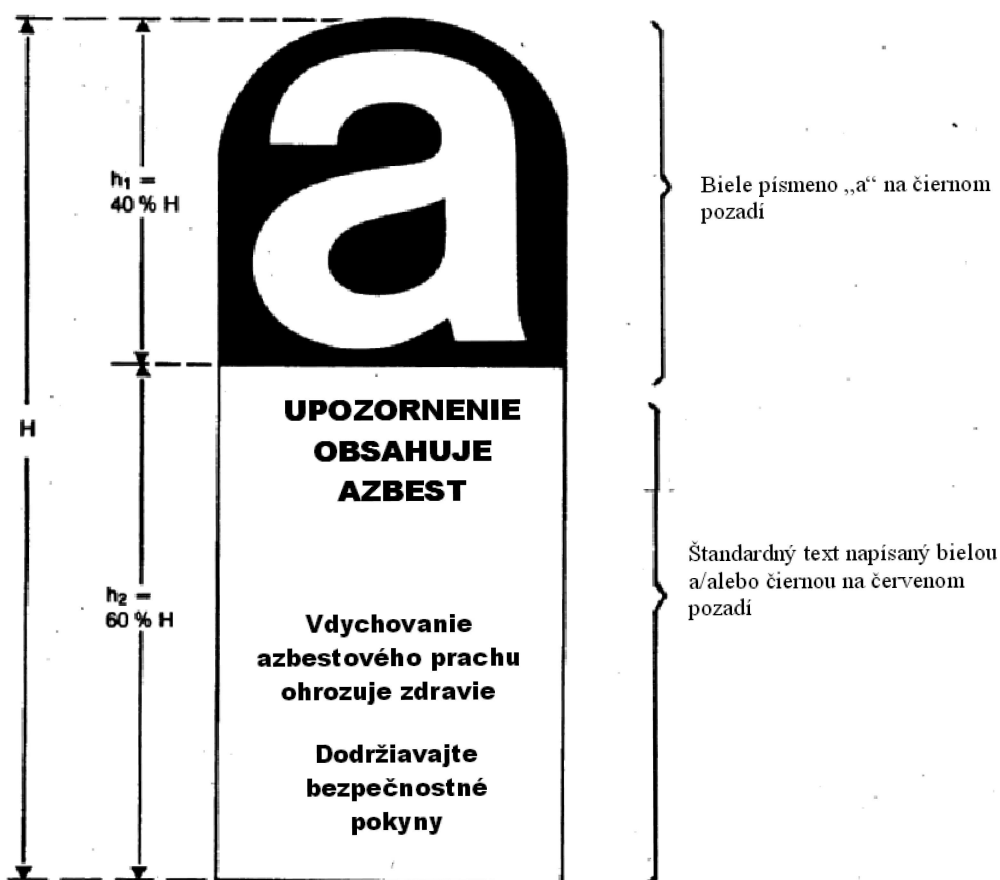 a
h₁ =
40 % H
Biele písmeno „a“ na čiernom
pozadí
H
UPOZORNENIE
OBSAHUJE
AZBEST
Štandardný text napísaný bielou
a/alebo čiernou na červenom
pozadí
h₂ =
60 % H
Vdychovanie
azbestového prachu
ohrozuje zdravie
Dodržiavajte
bezpečnostné
pokyny